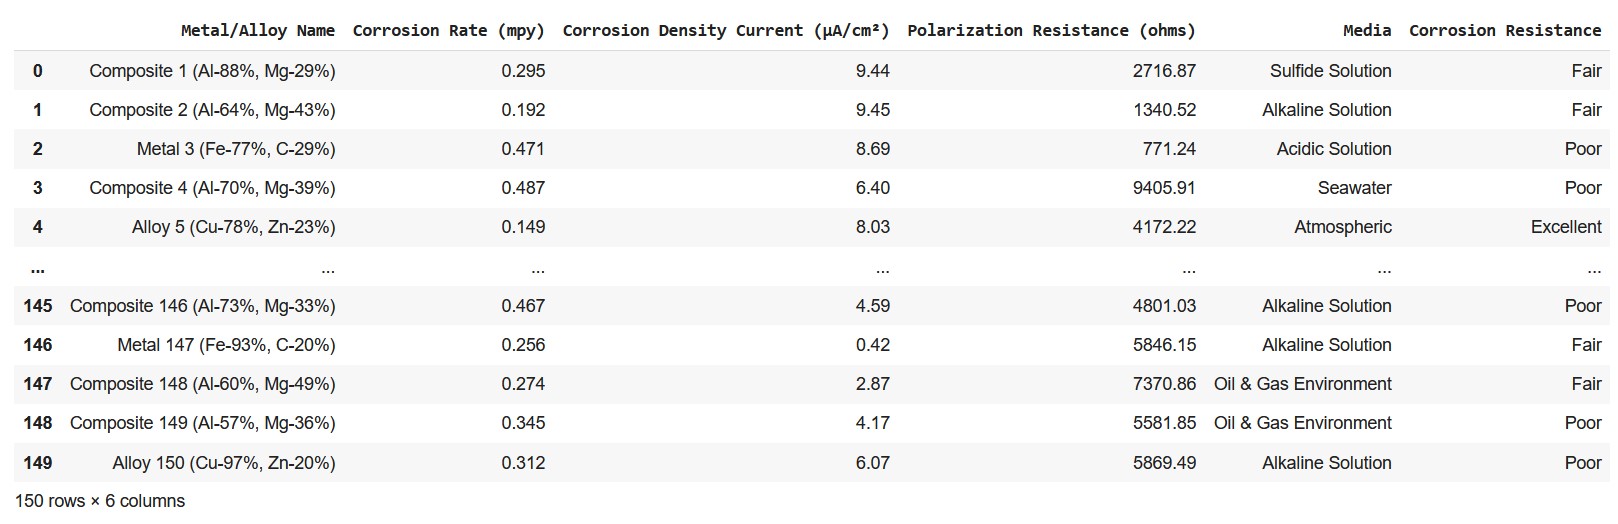 Metal/Alloy Name Corrosion Rate (mpy) Corrosion Density Current (µA/cm²) Polarization Resistance (ohms) Media Corrosion Resistance
0 Composite 1 (Al-88%, Mg-29%) 0.295 9.44 2716.87 Sulfide Solution Fair
1 Composite 2 (Al-64%, Mg-43%) 0.192 9.45 1340.52 Alkaline Solution Fair
2 Metal 3 (Fe-77%, C-29%) 0.471 8.69 771.24 Acidic Solution Poor
3 Composite 4 (Al-70%, Mg-39%) 0.487 6.40 9405.91 Seawater Poor
4 Alloy 5 (Cu-78%, Zn-23%) 0.149 8.03 4172.22 Atmospheric Excellent
... ... ... ... ... ... ...
145 Composite 146 (Al-73%, Mg-33%) 0.467 4.59 4801.03 Alkaline Solution Poor
146 Metal 147 (Fe-93%, C-20%) 0.256 0.42 5846.15 Alkaline Solution Fair
147 Composite 148 (Al-60%, Mg-49%) 0.274 2.87 7370.86 Oil & Gas Environment Fair
148 Composite 149 (Al-57%, Mg-36%) 0.345 4.17 5581.85 Oil & Gas Environment Poor
149 Alloy 150 (Cu-97%, Zn-20%) 0.312 6.07 5869.49 Alkaline Solution Poor
150 rows × 6 columns